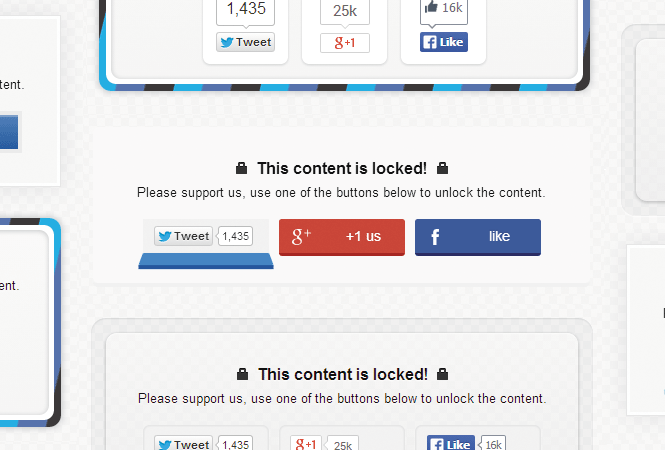 1,435
25k
16k
Tweet
g+1
Like
tent.
This content is locked!
Please support us, use one of the buttons below to unlock the content.
Tweet 1,435
g+ +1 us
f like
ent.
This content is locked!
Please support us, use one of the buttons below to unlock the content.
Tweet 1,435
g+1 25k
Like 16k